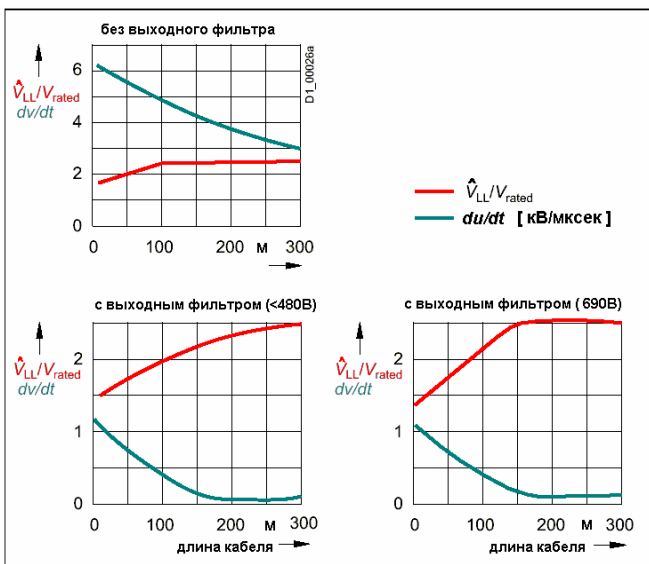 без выходного фильтра
6
4
2
0
V̂LL/Vrated
dv/dt
0 100 200 м 300
D1_00026a
V̂LL/Vrated
du/dt [ кВ/мксек ]
с выходным фильтром (<480В)
2
1
0
V̂LL/Vrated
dv/dt
0 100 200 м 300
длина кабеля
с выходным фильтром ( 690В)
2
1
0
V̂LL/Vrated
dv/dt
0 100 200 м 300
длина кабеля